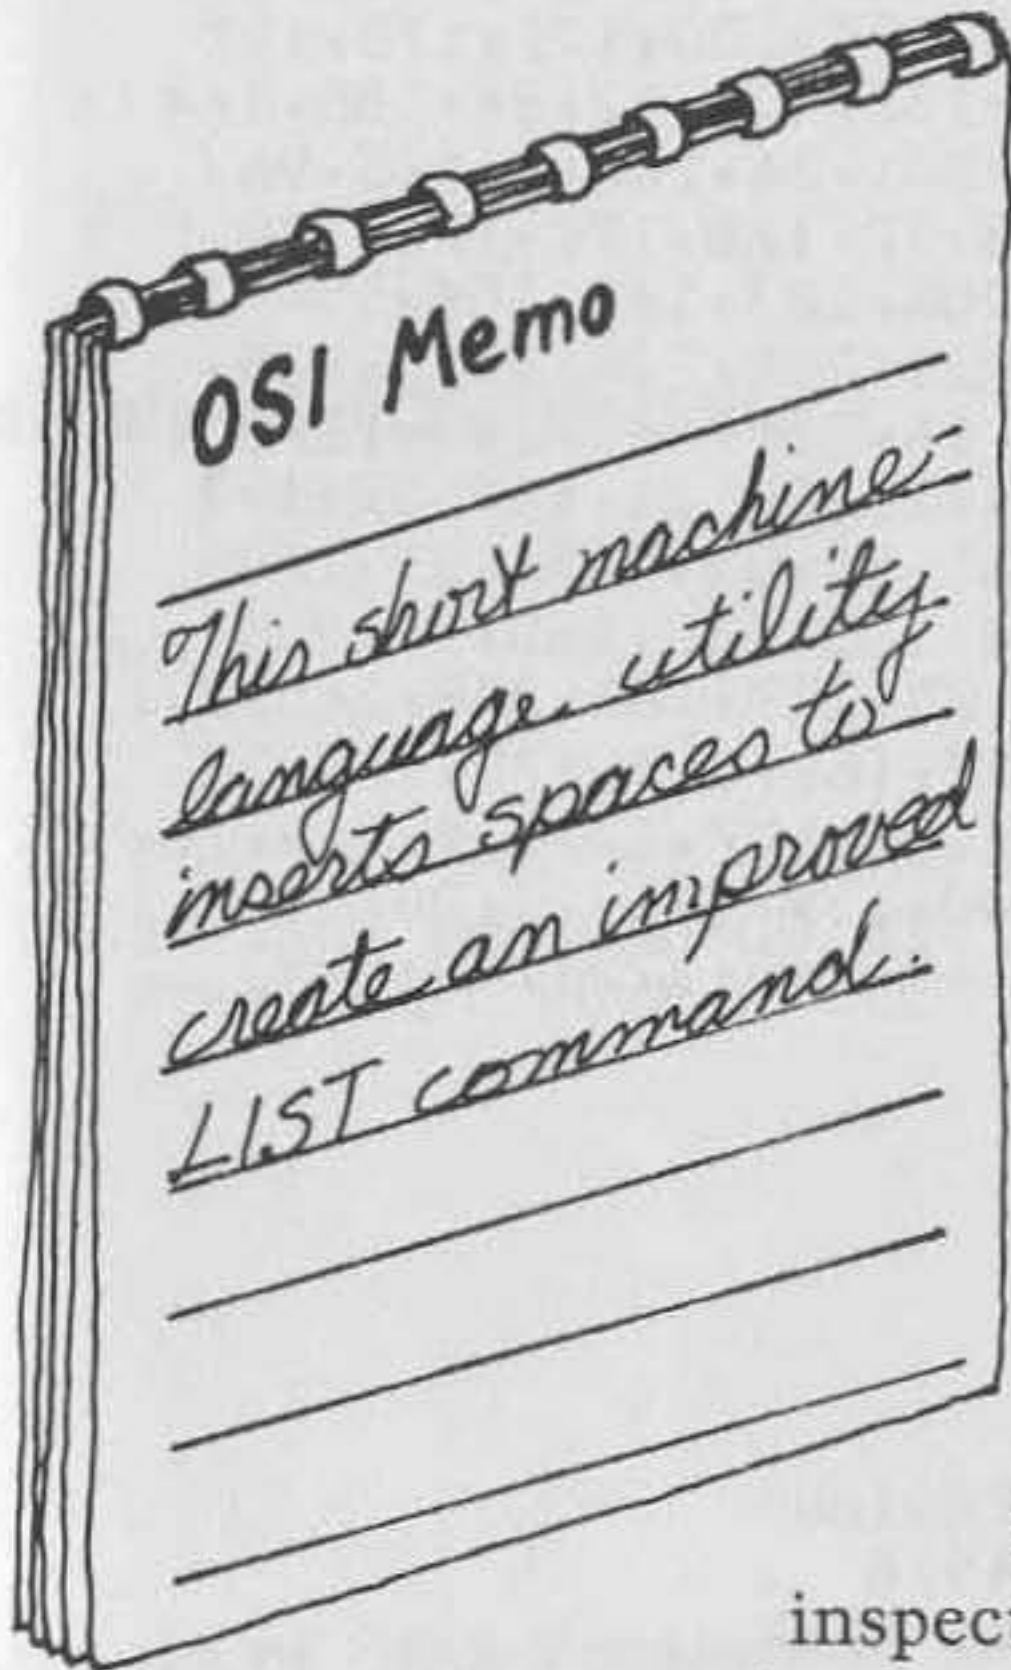 OSI Memo
This short machine-
language utility
inserts spaces to
create an improved
LIST command.
inspect